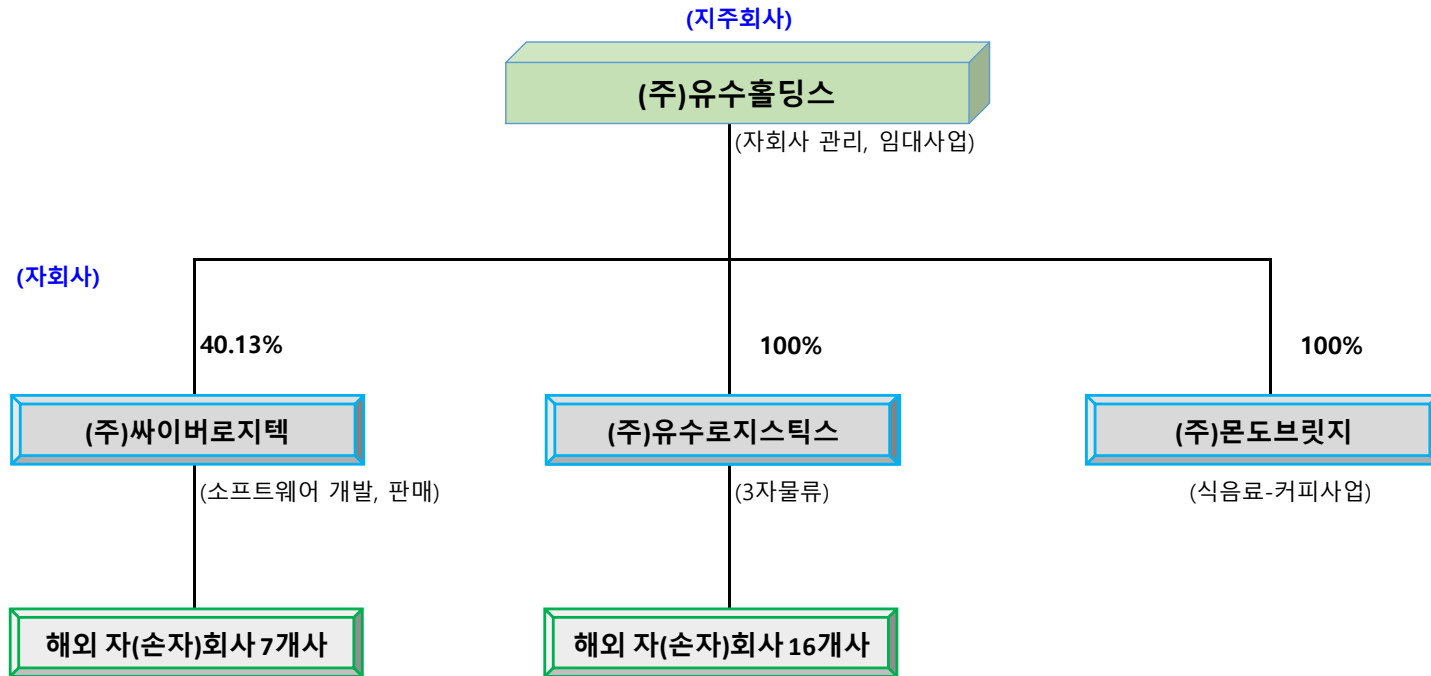 (지주회사)
(주)유수홀딩스
(자회사 관리, 임대사업)
(자회사)
40.13%
100%
100%
(주)싸이버로지텍
(주)유수로지스틱스
(주)몬도브릿지
(소프트웨어 개발, 판매)
(3자물류)
(식음료-커피사업)
해외 자(손자)회사 7개사
해외 자(손자)회사 16개사